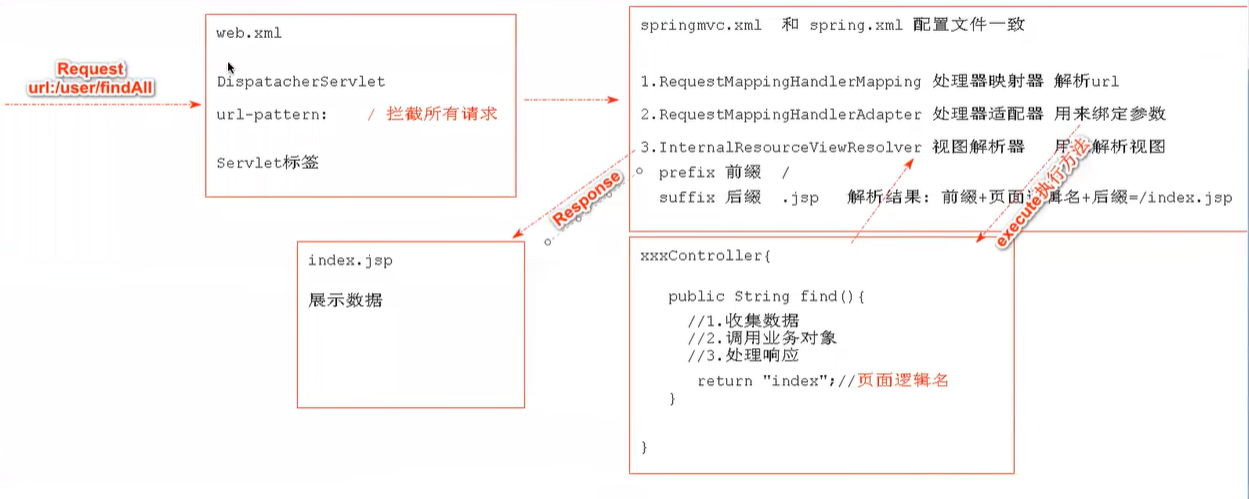 Request
url:/user/findAll
web.xml
DispatacherServlet
url-pattern: / 拦截所有请求
Servlet标签
springmvc.xml 和 spring.xml 配置文件一致
1.RequestMappingHandlerMapping 处理器映射器 解析url
2.RequestMappingHandlerAdapter 处理器适配器 用来绑定参数
3.InternalResourceViewResolver 视图解析器 用 解析视图
prefix 前缀 /
suffix 后缀 .jsp 解析结果: 前缀+页面 辑名+后缀=/index.jsp
Response
execute执行方法
index.jsp
展示数据
xxxController{
public String find(){
//1.收集数据
//2.调用业务对象
//3.处理响应
return "index";//页面逻辑名
}
}